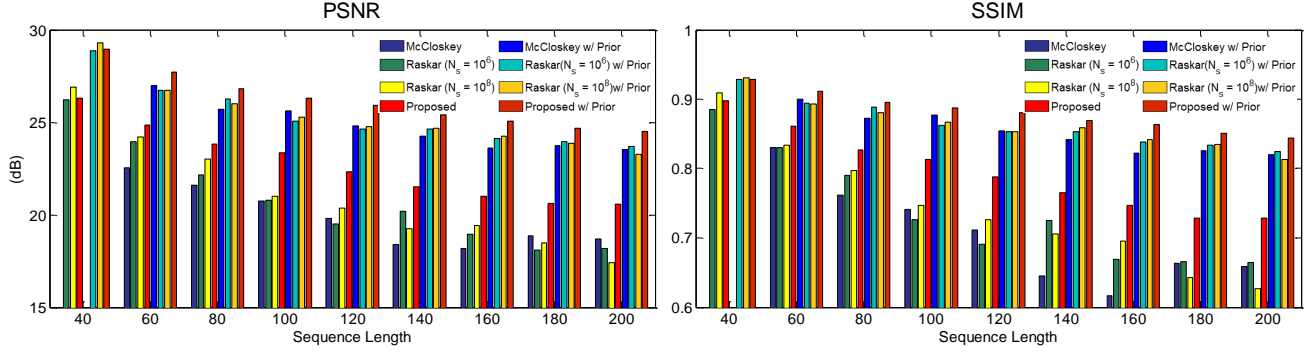 PSNR
30
25
20
15
(dB)
McCloskey
Raskar (N_s = 10^6)
Raskar (N_s = 10^8)
Proposed
McCloskey w/ Prior
Raskar(N_s = 10^6) w/ Prior
Raskar (N_s = 10^8)w/ Prior
Proposed w/ Prior
40 60 80 100 120 140 160 180 200
Sequence Length
SSIM
1
0.9
0.8
0.7
0.6
McCloskey
Raskar (N_s = 10^6)
Raskar (N_s = 10^8)
Proposed
McCloskey w/ Prior
Raskar(N_s = 10^6) w/ Prior
Raskar (N_s = 10^8)w/ Prior
Proposed w/ Prior
40 60 80 100 120 140 160 180 200
Sequence Length